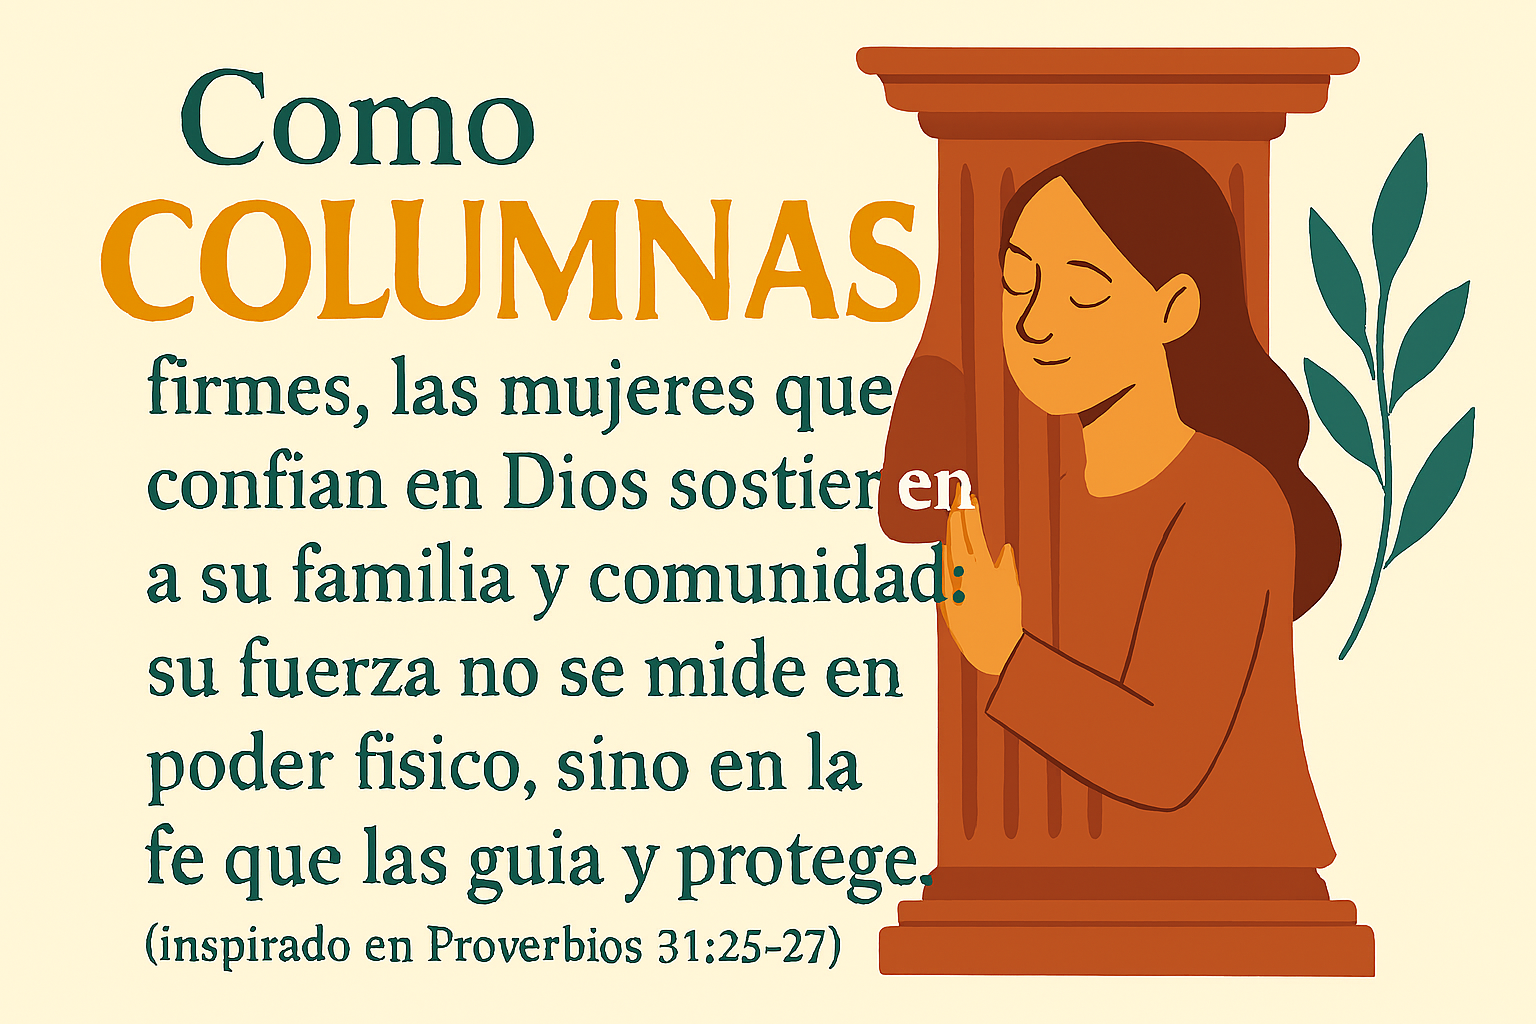 Como
COLUMNAS
firmes, las mujeres que
confian en Dios sostieren
a su familia y comunidad:
su fuerza no se mide en
poder fisico, sino en la
fe que las guia y protege.
(inspirado en Proverbios 31:25-27)